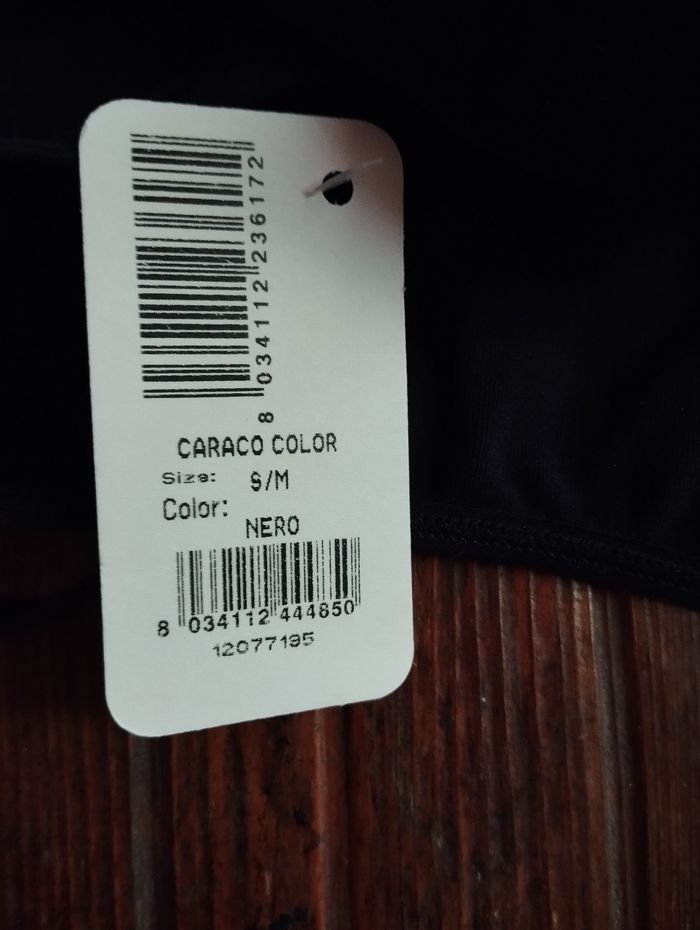 8 034112 236172
CARACO COLOR
Size: S/M
Color:
NERO
8 034112 444850
12077195